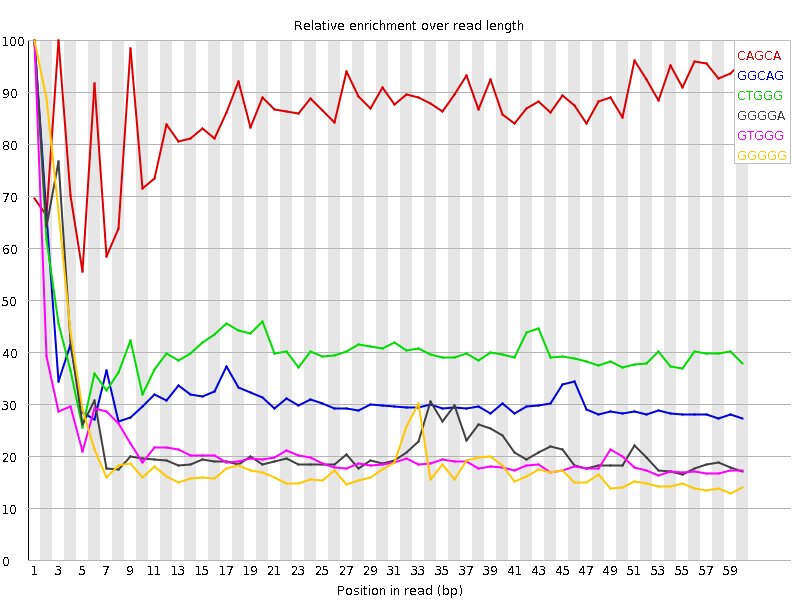 Relative enrichment over read length
100
90
80
70
60
50
40
30
20
10
0
CAGCA
GGCAG
CTGGG
GGGGA
GTGGG
GGGGG
1 3 5 7 9 11 13 15 17 19 21 23 25 27 29 31 33 35 37 39 41 43 45 47 49 51 53 55 57 59
Position in read (bp)